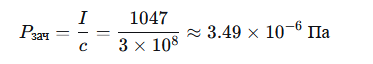 P_зач = I/c = 1047/(3 × 10^8) ≈ 3.49 × 10^−6 Па